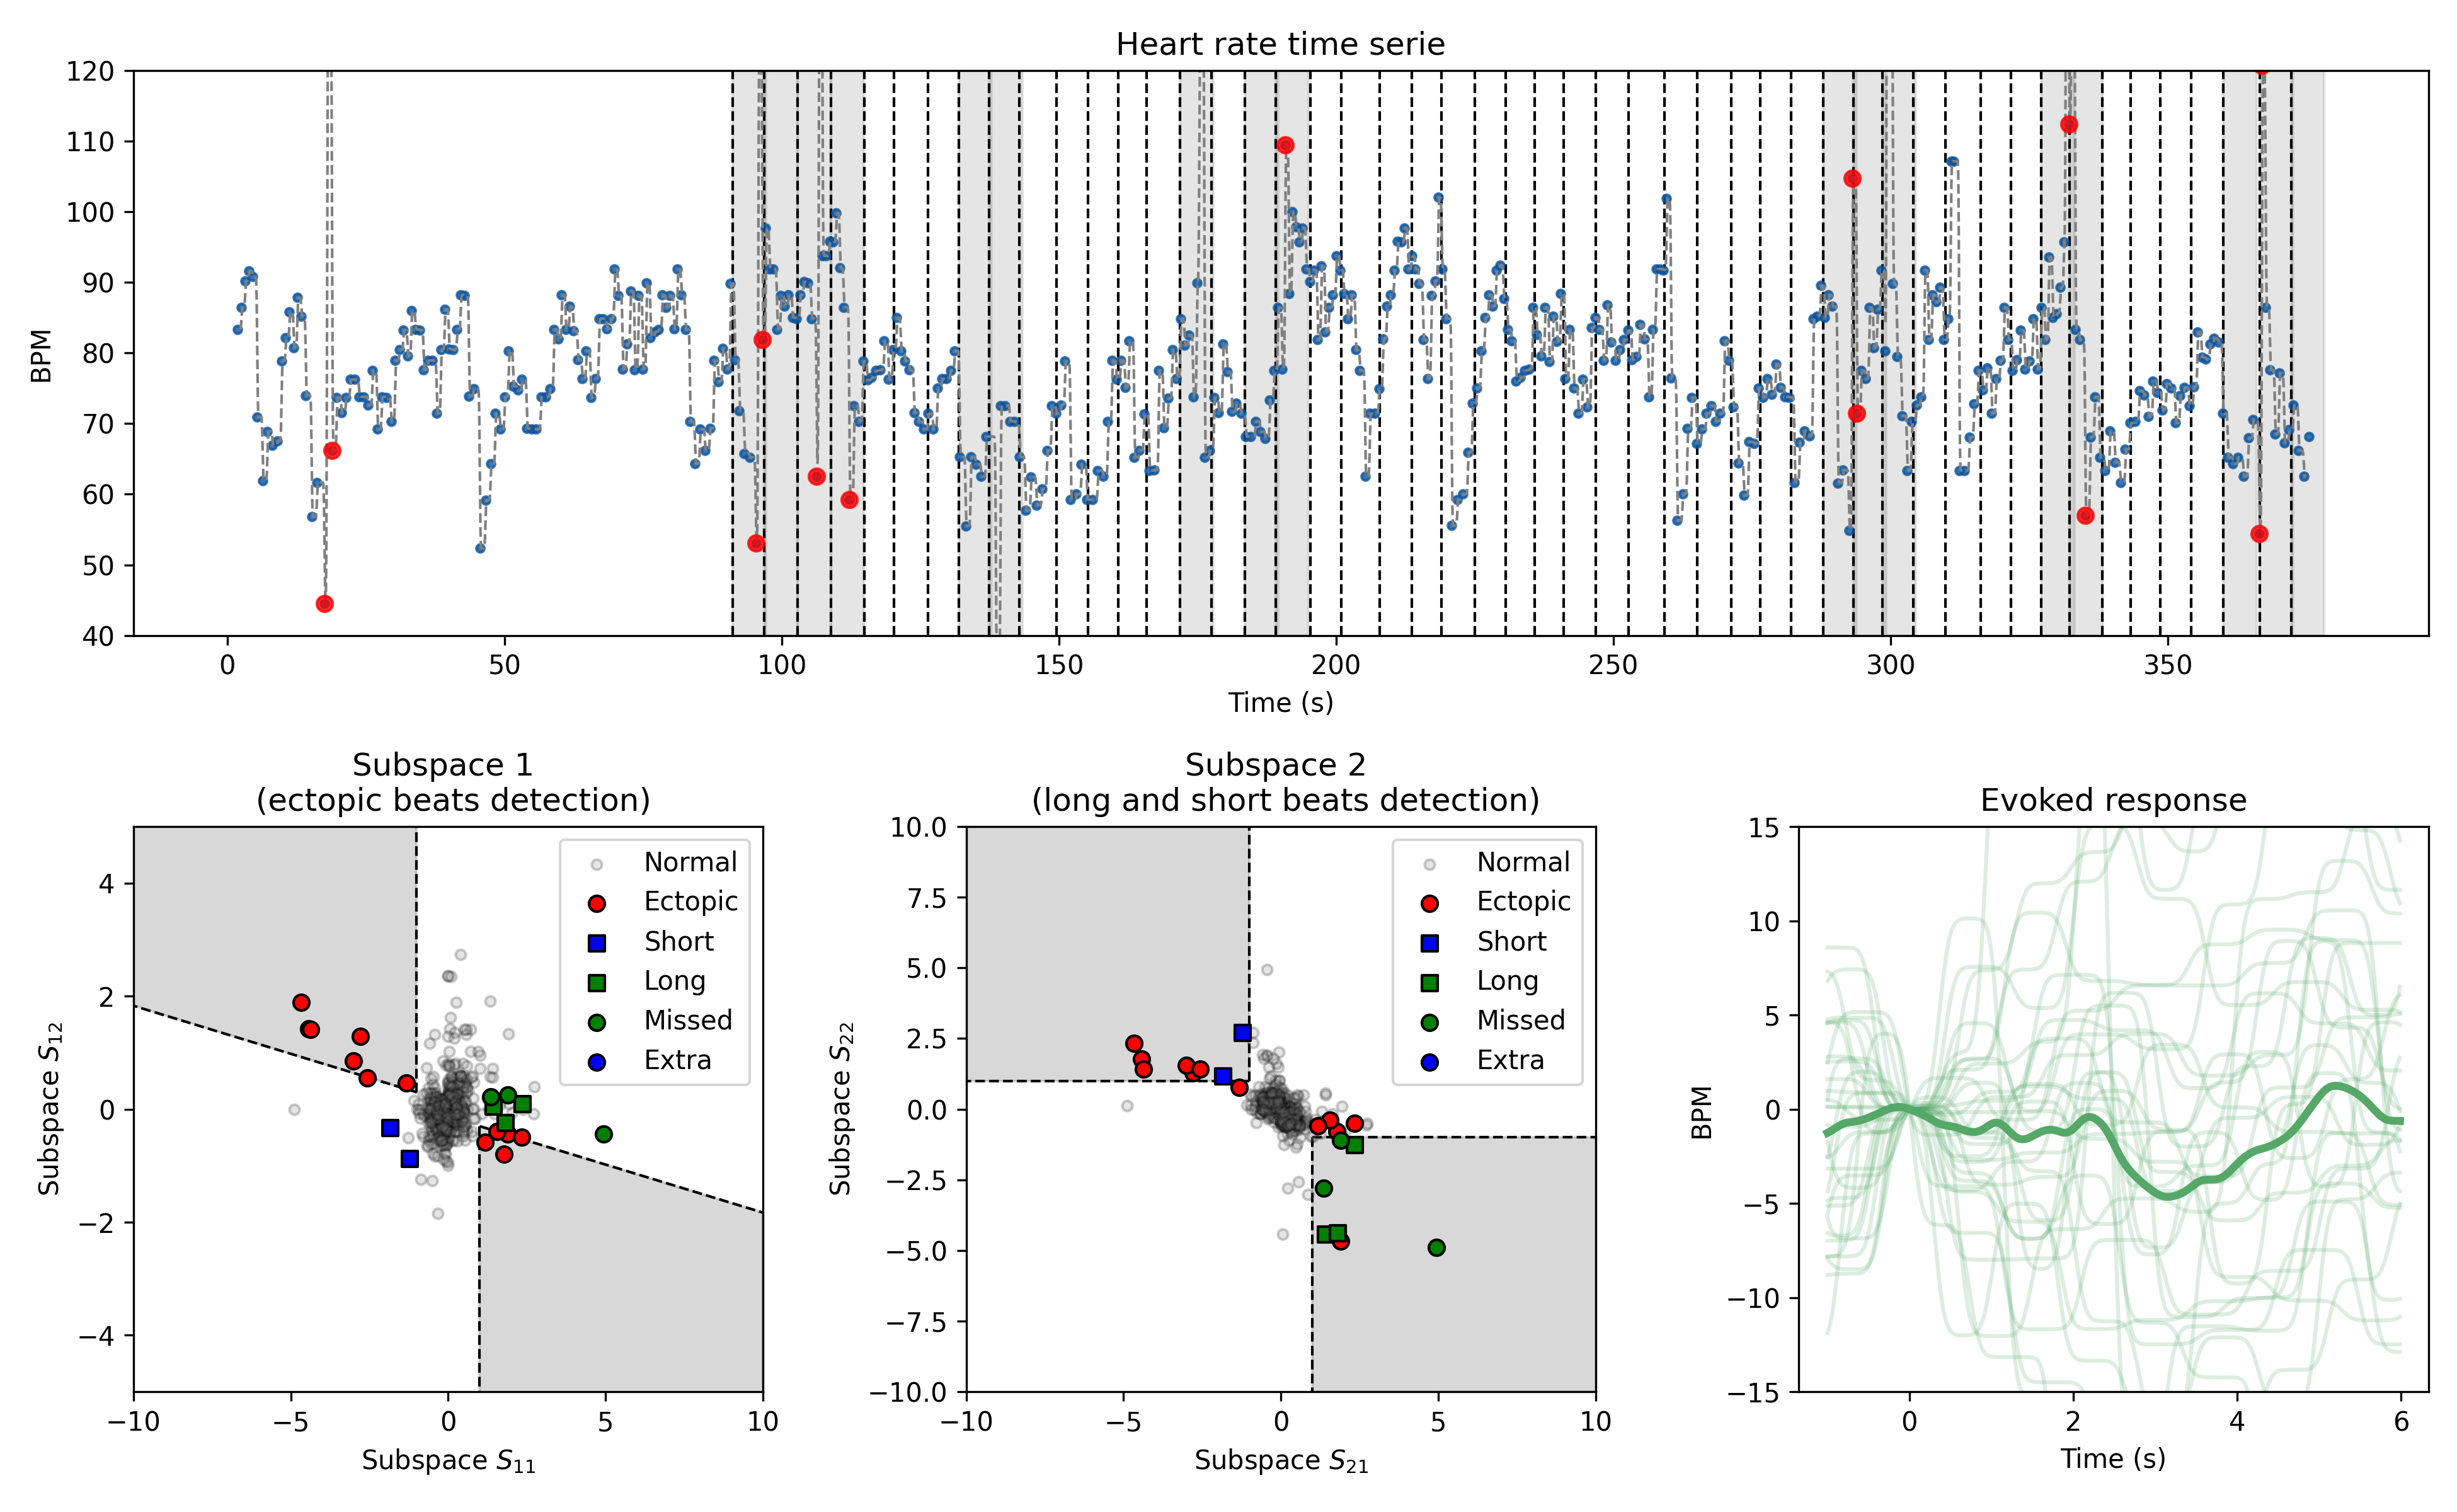 Heart rate time serie
120
110
100
90
80
70
60
50
40
BPM
0 50 100 150 200 250 300 350
Time (s)
Subspace 1
(ectopic beats detection)
4
2
0
−2
−4
Subspace S12
Normal
Ectopic
Short
Long
Missed
Extra
−10 −5 0 5 10
Subspace S11
Subspace 2
(long and short beats detection)
10.0
7.5
5.0
2.5
0.0
−2.5
−5.0
−7.5
−10.0
Subspace S22
Normal
Ectopic
Short
Long
Missed
Extra
−10 −5 0 5 10
Subspace S21
Evoked response
15
10
5
0
−5
−10
−15
BPM
0 2 4 6
Time (s)